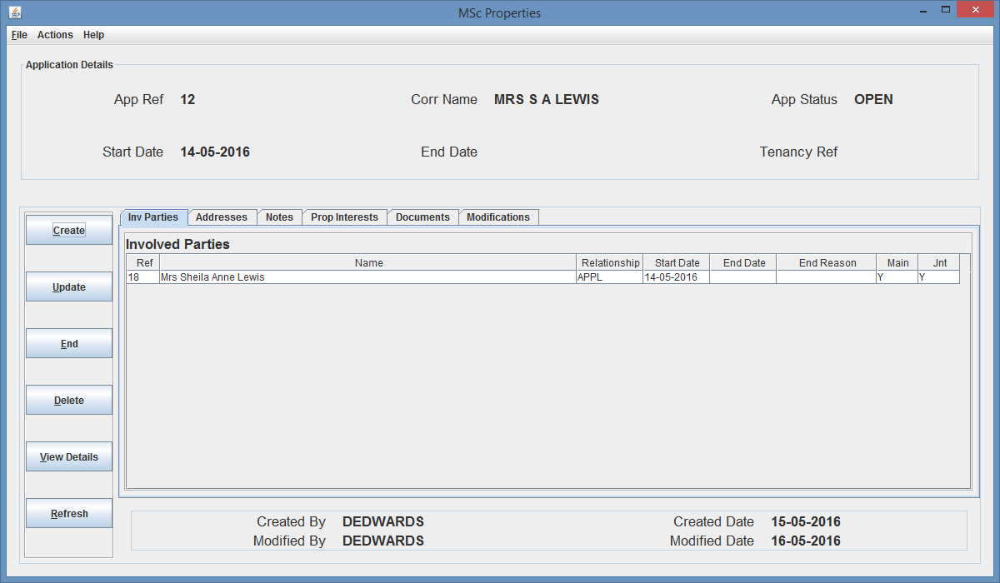 MSc Properties
File Actions Help
Application Details
App Ref 12 Corr Name MRS S A LEWIS App Status OPEN
Start Date 14-05-2016 End Date Tenancy Ref
Create
Update
End
Delete
View Details
Refresh
Inv Parties Addresses Notes Prop Interests Documents Modifications
Involved Parties
Ref Name Relationship Start Date End Date End Reason Main Jnt
18 Mrs Sheila Anne Lewis APPL 14-05-2016 Y Y
Created By DEDWARDS Created Date 15-05-2016
Modified By DEDWARDS Modified Date 16-05-2016